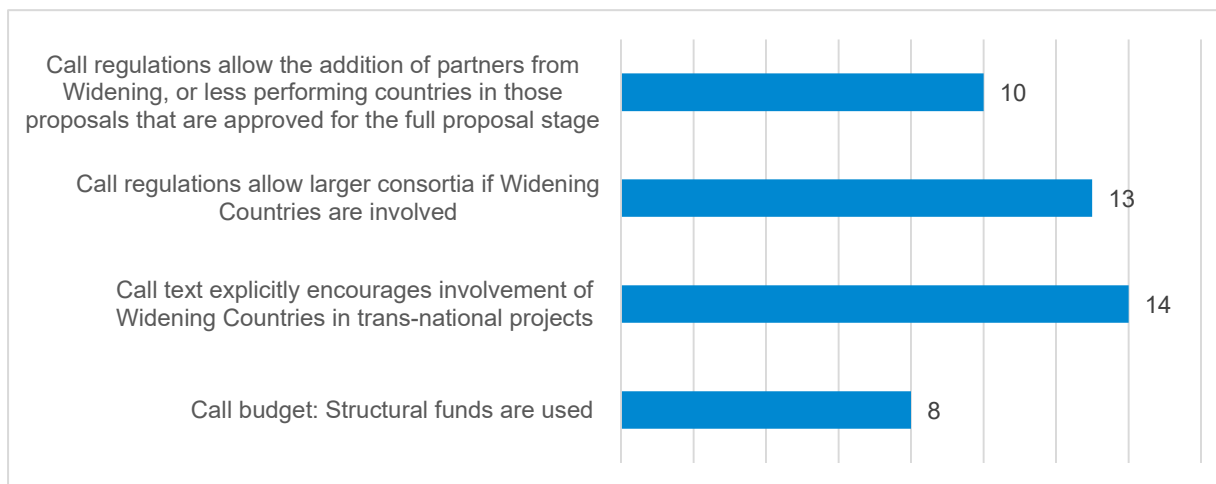 Call regulations allow the addition of partners from
Widening, or less performing countries in those
proposals that are approved for the full proposal stage
10
Call regulations allow larger consortia if Widening
Countries are involved
13
Call text explicitly encourages involvement of
Widening Countries in trans-national projects
14
Call budget: Structural funds are used
8